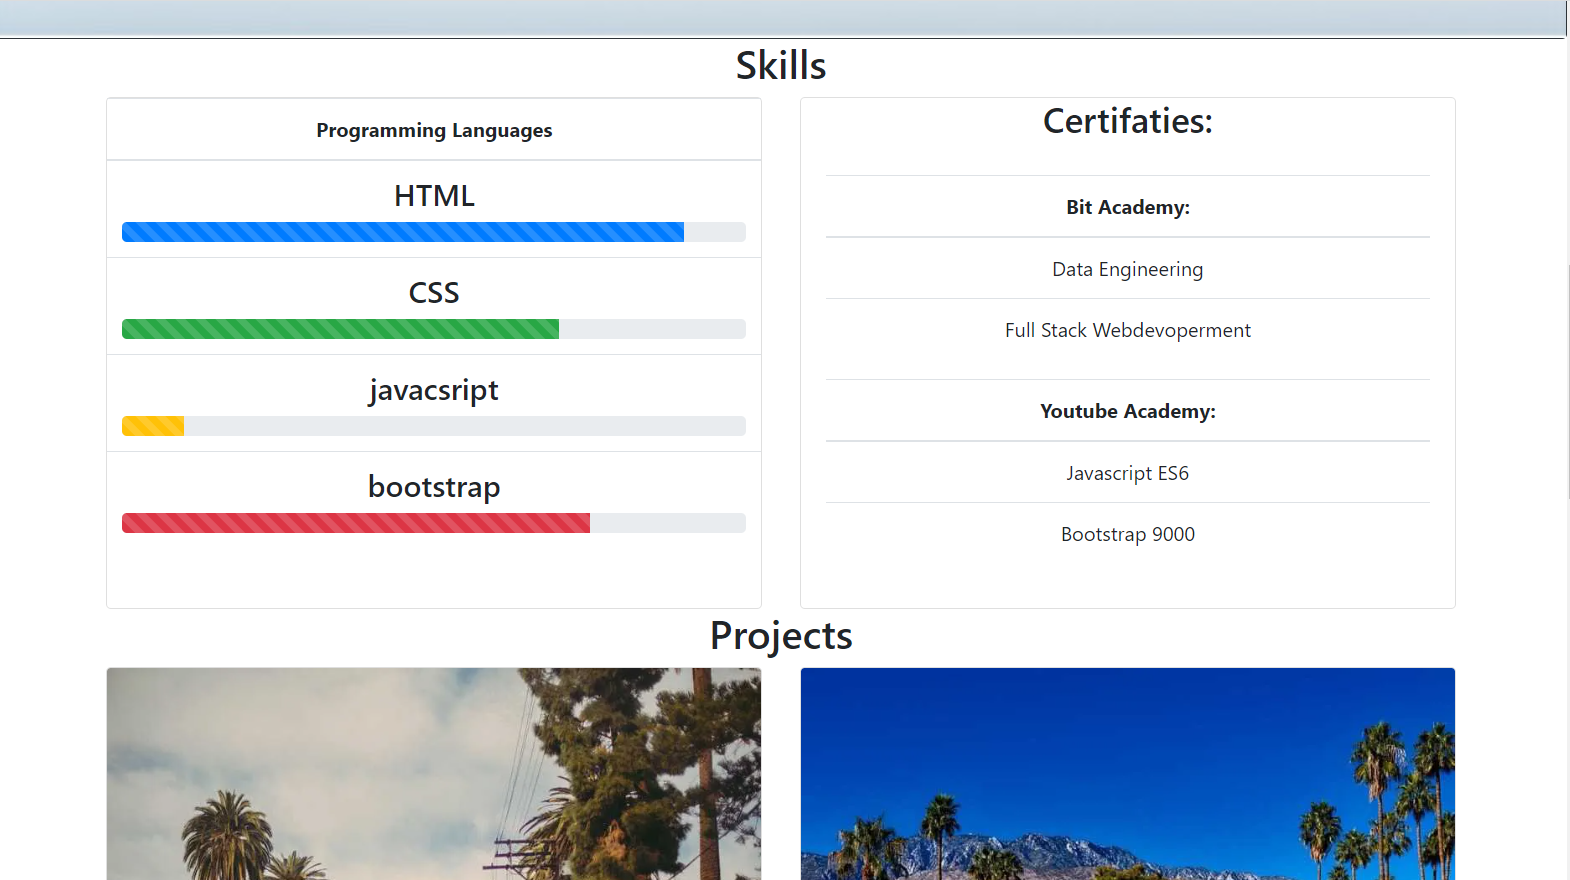 Skills
Programming Languages
HTML
CSS
javacsript
bootstrap
Certifaties:
Bit Academy:
Data Engineering
Full Stack Webdevoperment
Youtube Academy:
Javascript ES6
Bootstrap 9000
Projects